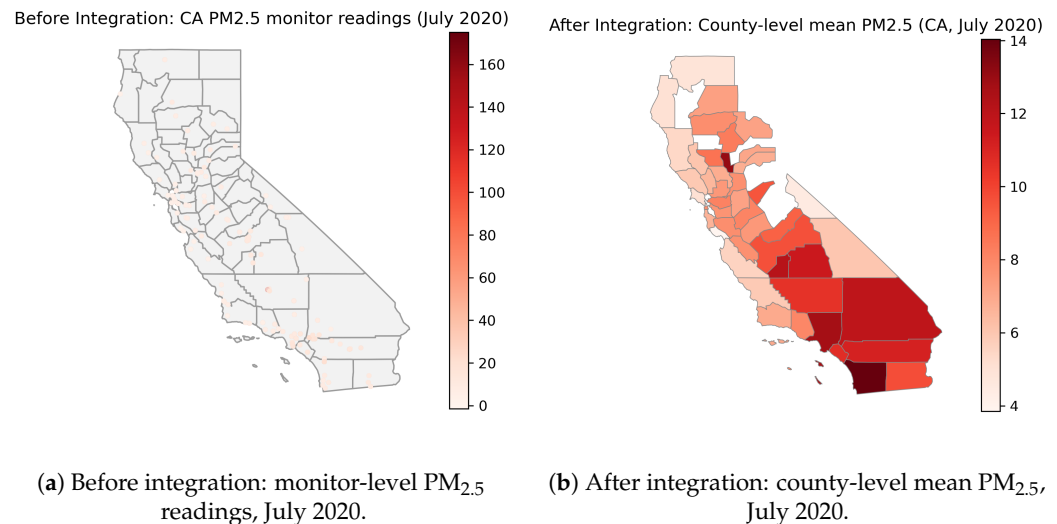 Before Integration: CA PM2.5 monitor readings (July 2020)
160
140
120
100
80
60
40
20
0
After Integration: County-level mean PM2.5 (CA, July 2020)
14
12
10
8
6
4
(a) Before integration: monitor-level PM2.5
readings, July 2020.
(b) After integration: county-level mean PM2.5,
July 2020.